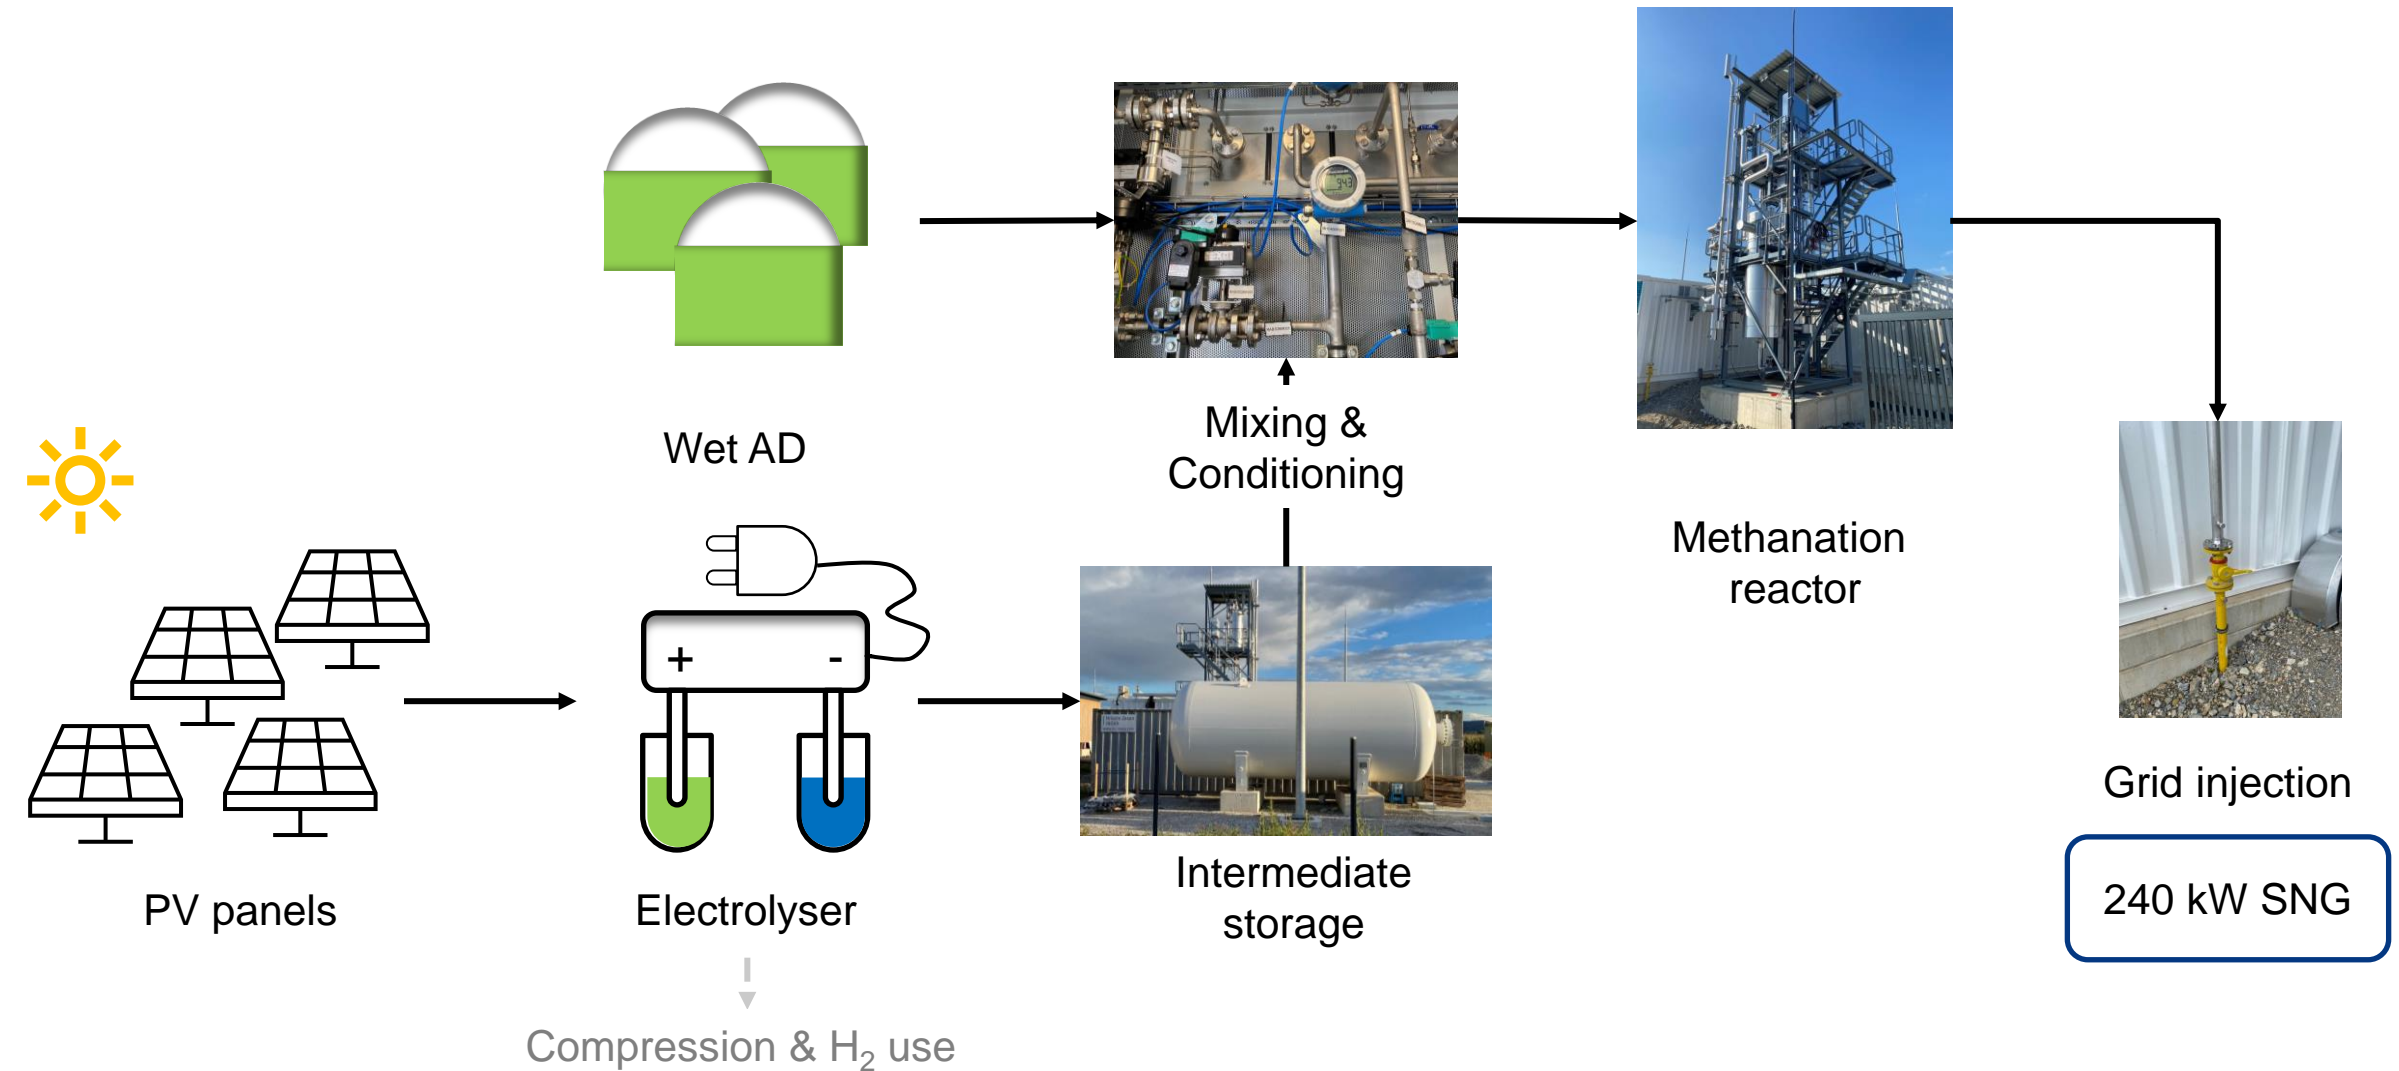 Wet AD
Mixing &
Conditioning
Methanation
reactor
+
-
PV panels
Electrolyser
Intermediate
storage
Grid injection
240 kW SNG
Compression & H₂ use